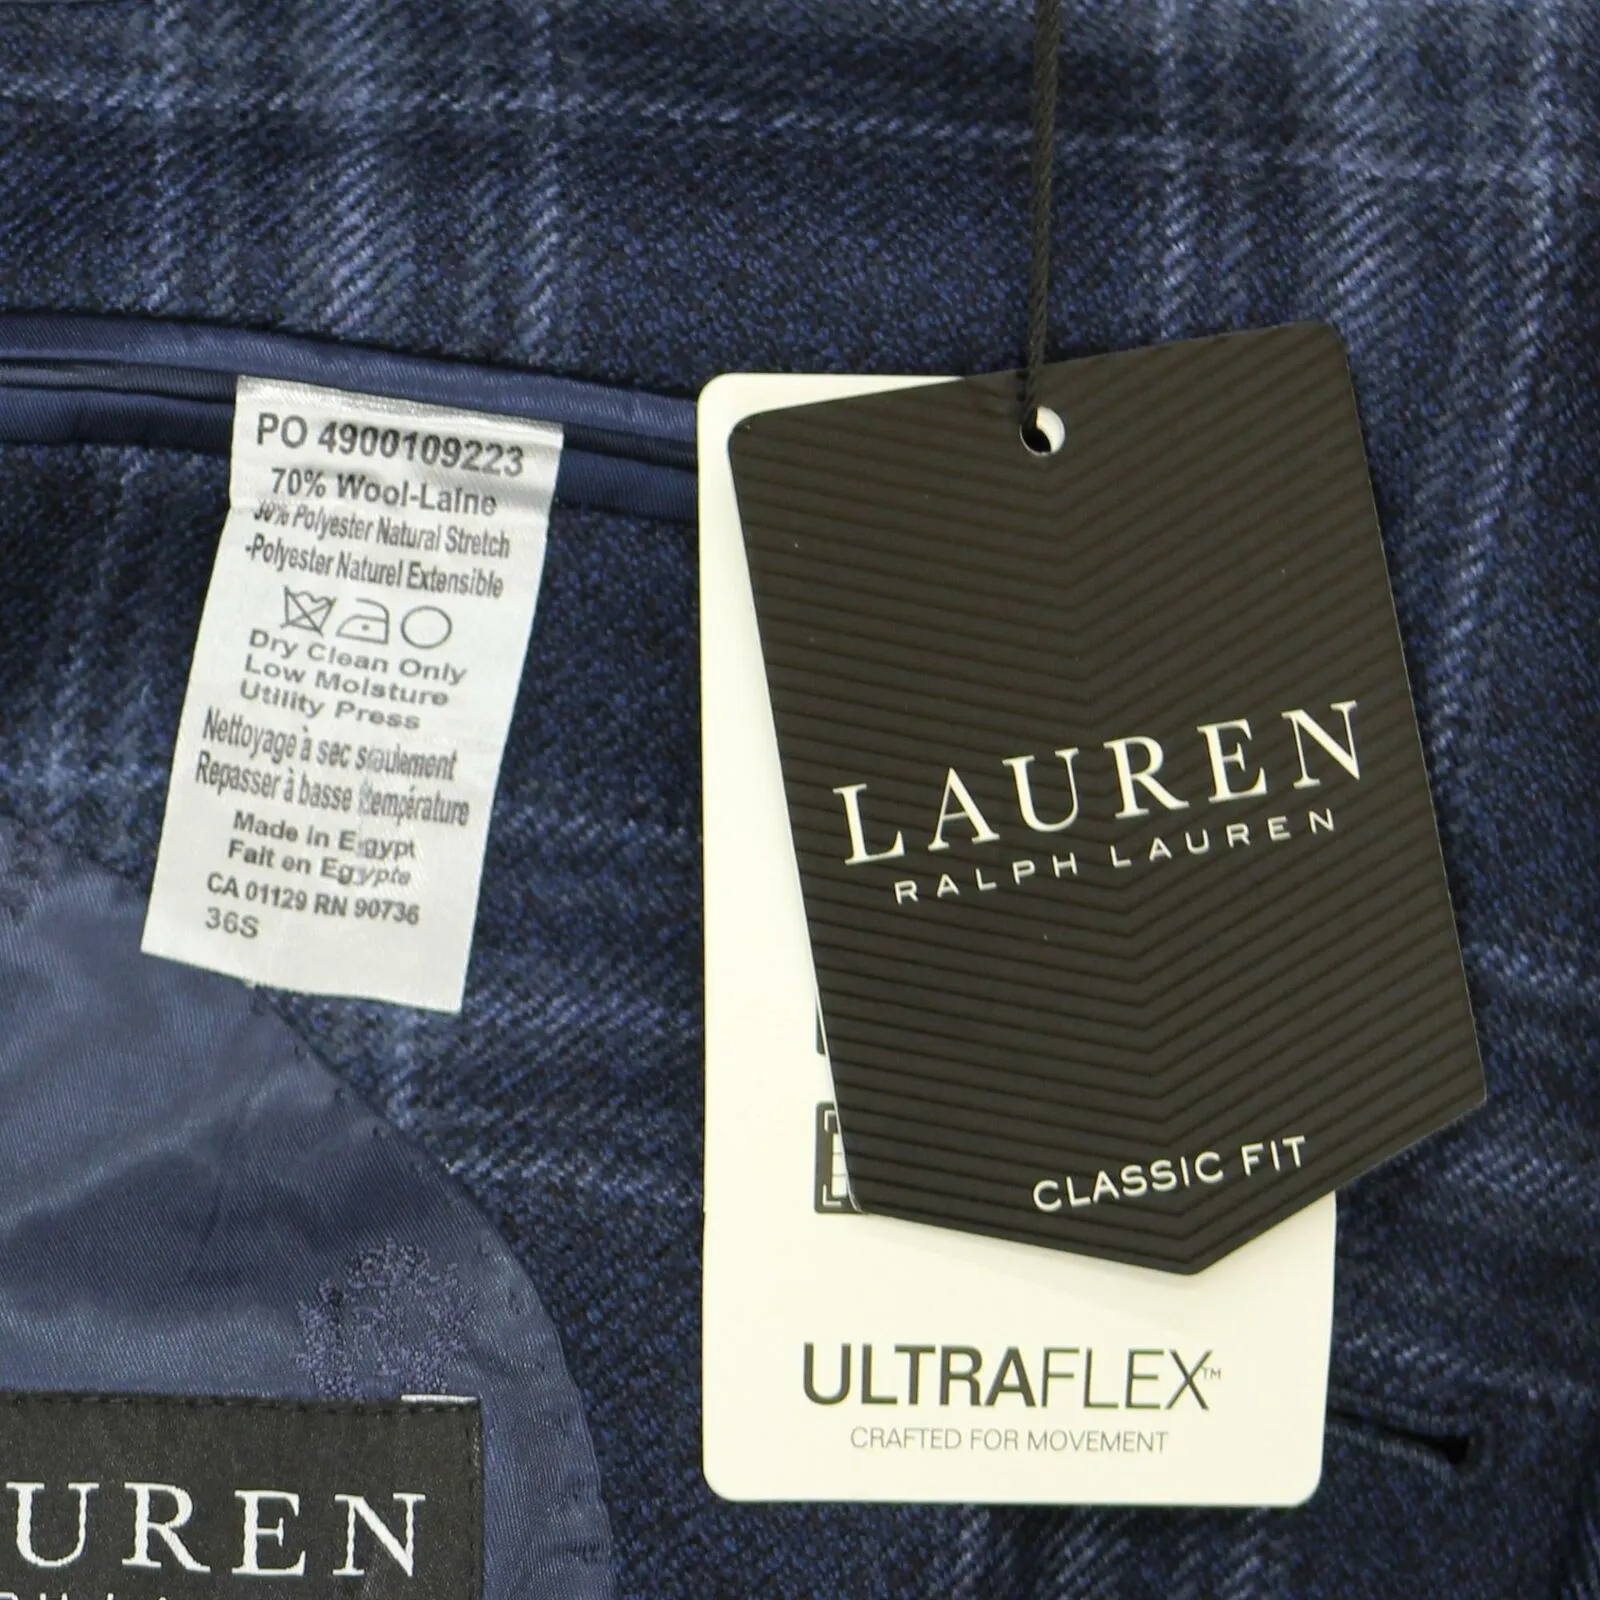 PO 4900109223
70% Wool-Laine
30% Polyester Natural Stretch
-Polyester Naturel Extensible
Dry Clean Only
Low Moisture
Utility Press
Nettoyage à sec seulement
Repasser à basse température
Made in Egypt
Fait en Egypte
CA 01129 RN 90736
36S
LAUREN
RALPH LAUREN
CLASSIC FIT
ULTRAFLEX™
CRAFTED FOR MOVEMENT
UREN